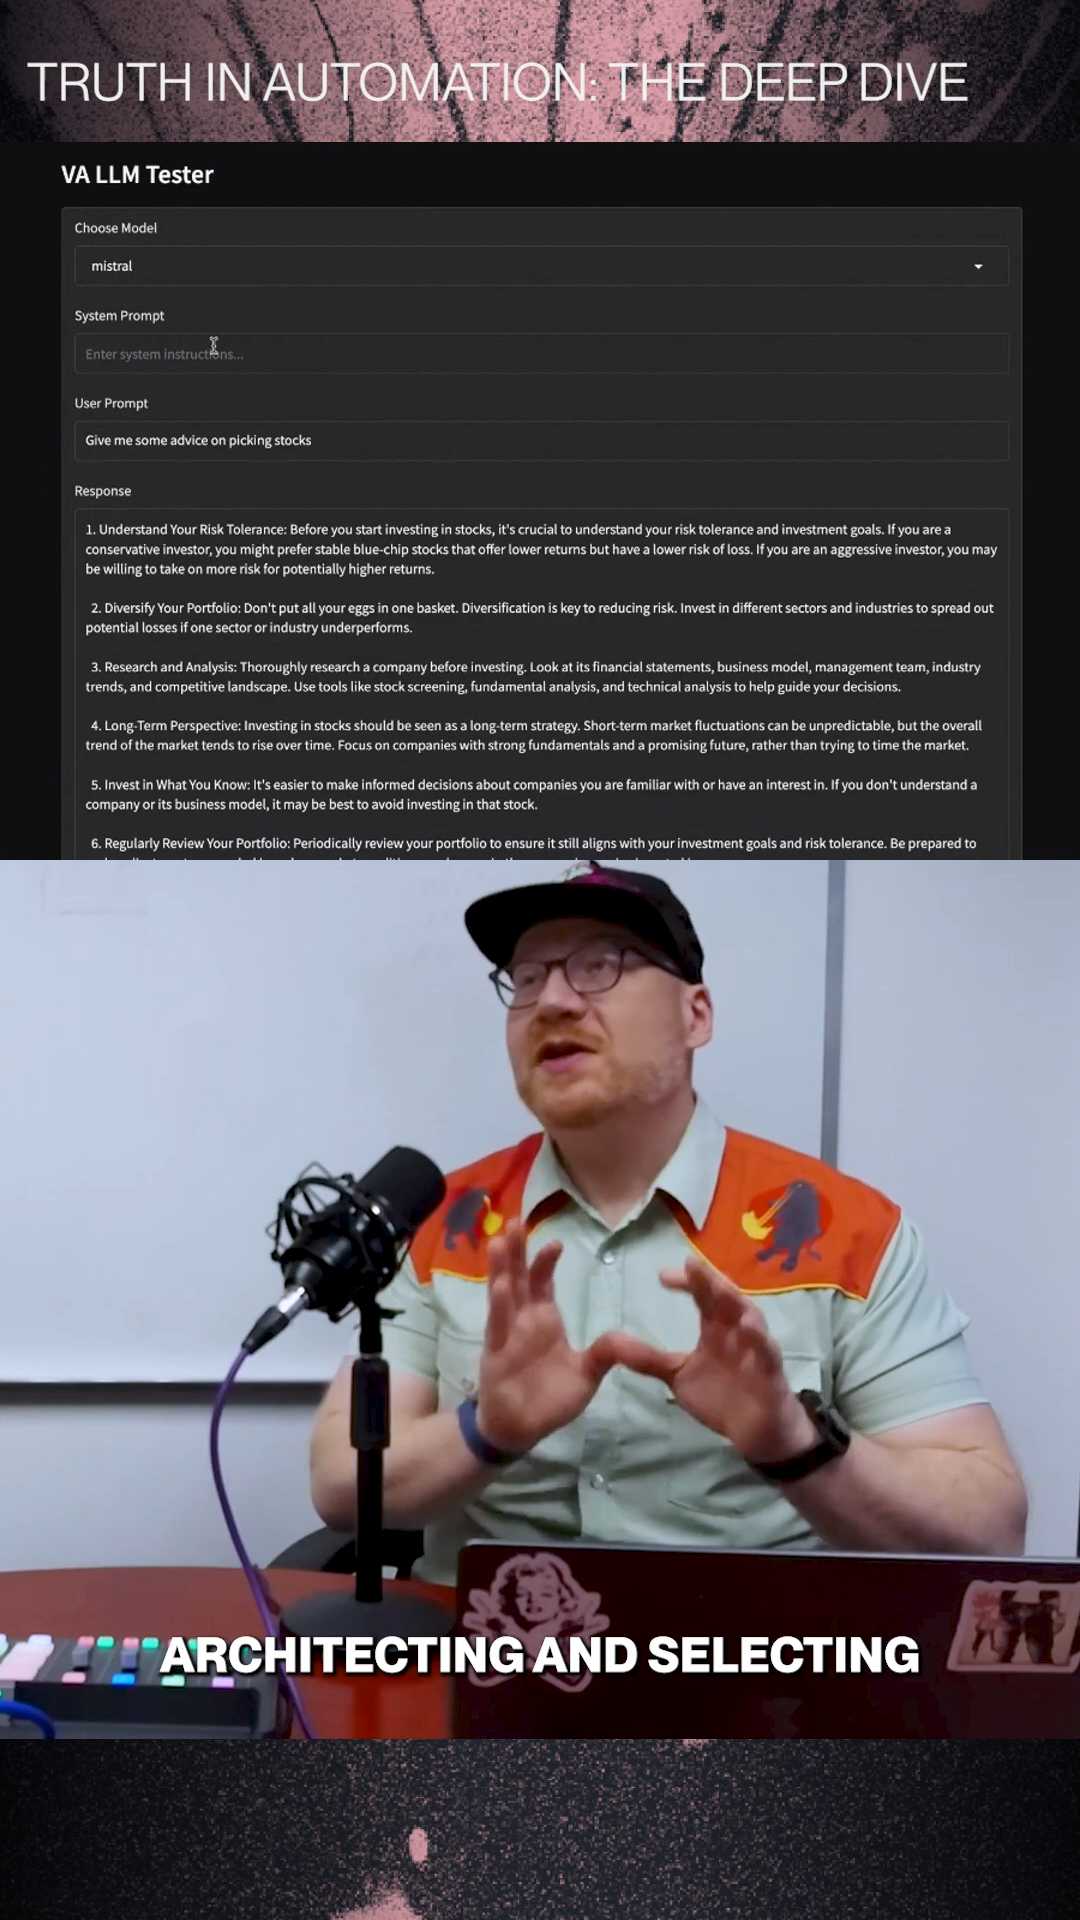 TRUTH IN AUTOMATION: THE DEEP DIVE
VA LLM Tester
Choose Model
mistral
System Prompt
Enter system instructions...
User Prompt
Give me some advice on picking stocks
Response
1. Understand Your Risk Tolerance: Before you start investing in stocks, it's crucial to understand your risk tolerance and investment goals. If you are a
conservative investor, you might prefer stable blue-chip stocks that offer lower returns but have a lower risk of loss. If you are an aggressive investor, you may
be willing to take on more risk for potentially higher returns.
2. Diversify Your Portfolio: Don't put all your eggs in one basket. Diversification is key to reducing risk. Invest in different sectors and industries to spread out
potential losses if one sector or industry underperforms.
3. Research and Analysis: Thoroughly research a company before investing. Look at its financial statements, business model, management team, industry
trends, and competitive landscape. Use tools like stock screening, fundamental analysis, and technical analysis to help guide your decisions.
4. Long-Term Perspective: Investing in stocks should be seen as a long-term strategy. Short-term market fluctuations can be unpredictable, but the overall
trend of the market tends to rise over time. Focus on companies with strong fundamentals and a promising future, rather than trying to time the market.
5. Invest in What You Know: It's easier to make informed decisions about companies you are familiar with or have an interest in. If you don't understand a
company or its business model, it may be best to avoid investing in that stock.
6. Regularly Review Your Portfolio: Periodically review your portfolio to ensure it still aligns with your investment goals and risk tolerance. Be prepared to
ARCHITECTING AND SELECTING